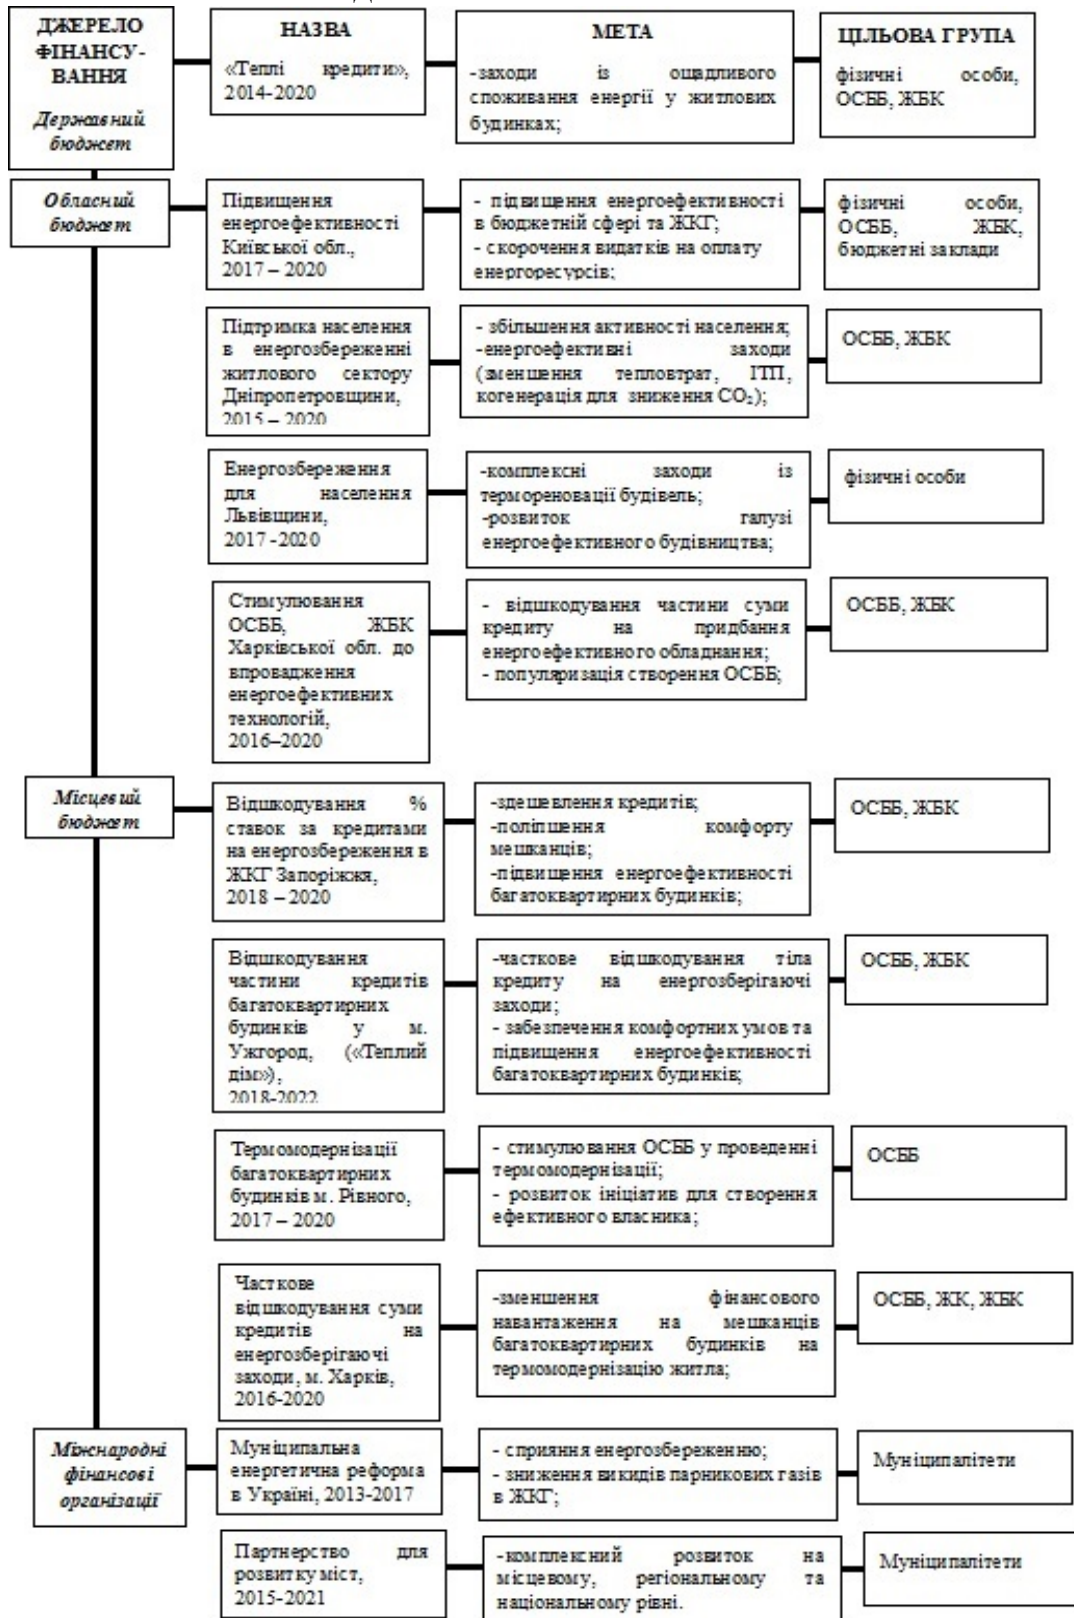 ДЖЕРЕЛО
ФІНАНСУ-
ВАННЯ
Державний
бюджет
НАЗВА
«Теплі кредити»,
2014-2020
МЕТА
-заходи із ощадливого
споживання енергії у житлових
будинках;
ЦІЛЬОВА ГРУПА
фізичні особи,
ОСББ, ЖБК
Обласний
бюджет
Підвищення
енергоефективності
Київської обл.,
2017 – 2020
- підвищення енергоефективності
в бюджетній сфері та ЖКГ;
- скорочення видатків на оплату
енергоресурсів;
фізичні особи,
ОСББ, ЖБК,
бюджетні заклади
Підтримка населення
в енергозбереженні
житлового сектору
Дніпропетровщини,
2015 – 2020
- збільшення активності населення;
-енергоефективні заходи
(зменшення тепловтрат, ІТП,
когенерація для зниження CO₂);
ОСББ, ЖБК
Енергозбереження
для населення
Львівщини,
2017 -2020
-комплексні заходи із
термореновації будівель;
-розвиток галузі
енергоефективного будівництва;
фізичні особи
Стимулювання
ОСББ, ЖБК
Харківської обл. до
впровадження
енергоефективних
технологій,
2016–2020
- відшкодування частини суми
кредиту на придбання
енергоефективного обладнання;
- популяризація створення ОСББ;
ОСББ, ЖБК
Місцевий
бюджет
Відшкодування %
ставок за кредитами
на енергозбереження в
ЖКГ Запоріжжя,
2018 – 2020
-здешевлення кредитів;
-поліпшення комфорту
мешканців;
-підвищення енергоефективності
багатоквартирних будинків;
ОСББ, ЖБК
Відшкодування
частини кредитів
багатоквартирних
будинків у м.
Ужгород, («Теплий
дім»),
2018-2022
-часткове відшкодування тіла
кредиту на енергозберігаючі
заходи;
- забезпечення комфортних умов та
підвищення енергоефективності
багатоквартирних будинків;
ОСББ, ЖБК
Термомодернізації
багатоквартирних
будинків м. Рівного,
2017 – 2020
- стимулювання ОСББ у проведенні
термомодернізації;
- розвиток ініціатив для створення
ефективного власника;
ОСББ
Часткове
відшкодування суми
кредитів на
енергозберігаючі
заходи, м. Харків,
2016-2020
-зменшення фінансового
навантаження на мешканців
багатоквартирних будинків на
термомодернізацію житла;
ОСББ, ЖК, ЖБК
Міжнародні
фінансові
організації
Муніципальна
енергетична реформа
в Україні, 2013-2017
- сприяння енергозбереженню;
- зниження викидів парникових газів
в ЖКГ;
Муніципалітети
Партнерство для
розвитку міст,
2015-2021
-комплексний розвиток на
місцевому, регіональному та
національному рівні.
Муніципалітети